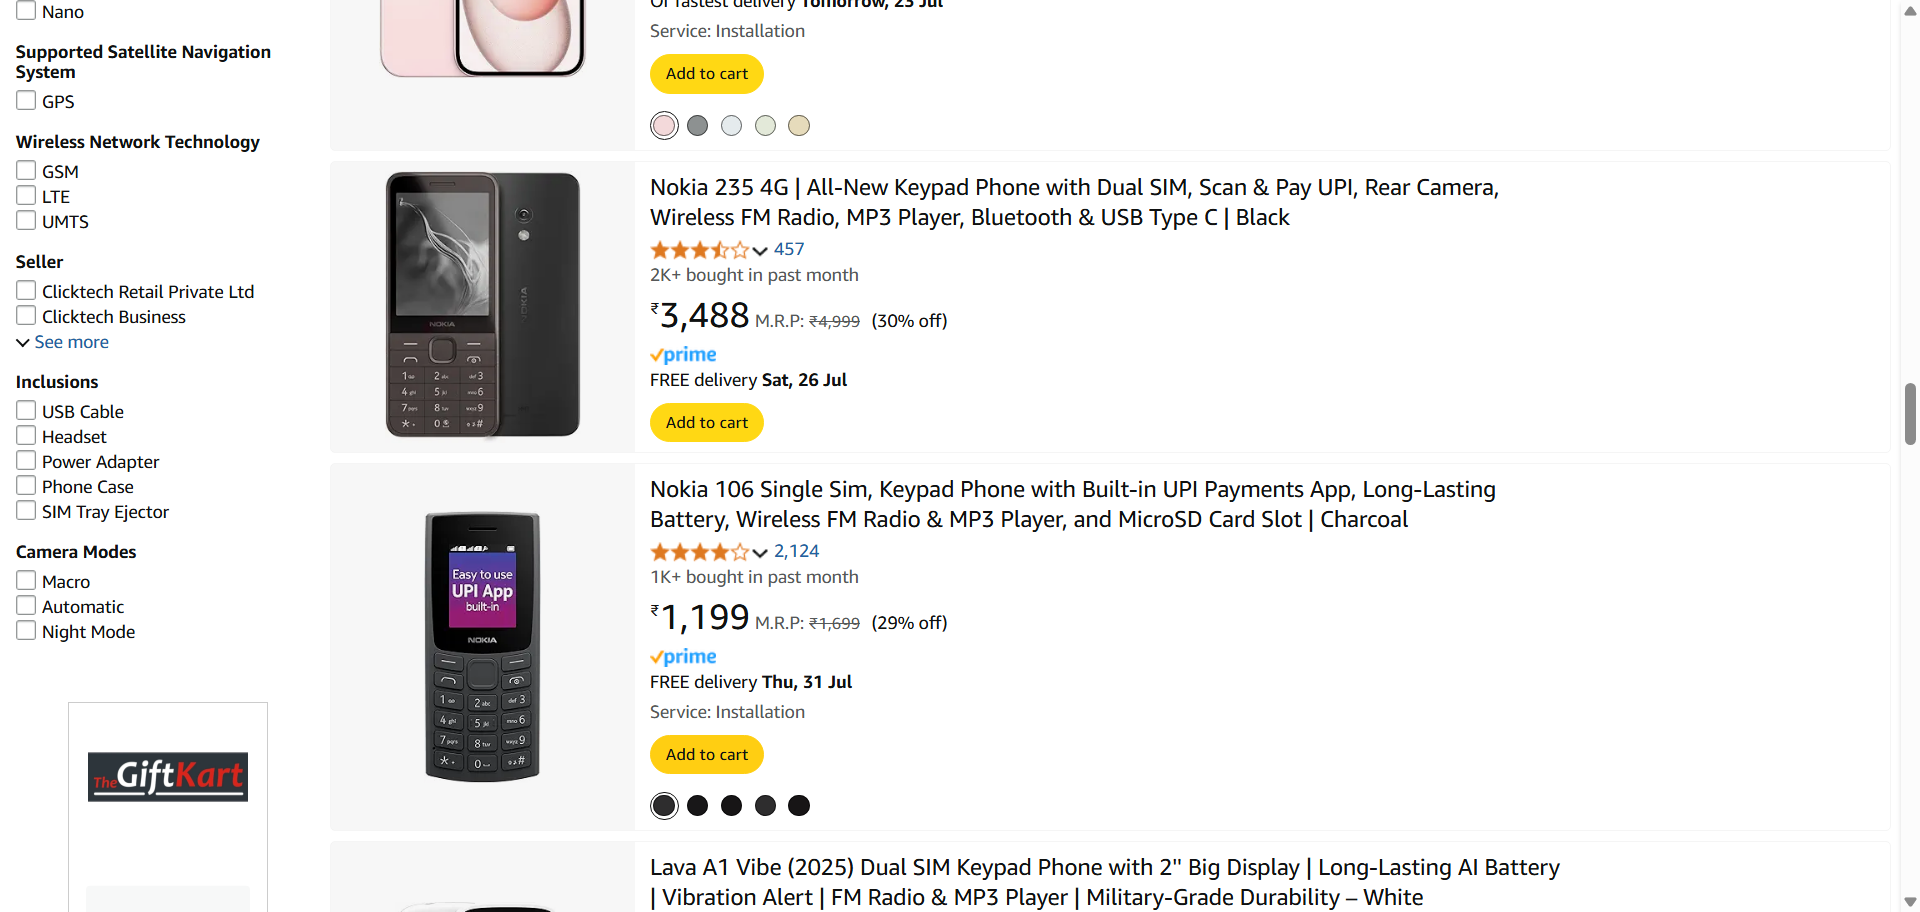 Nano
Supported Satellite Navigation
System
GPS
Wireless Network Technology
GSM
LTE
UMTS
Seller
Clicktech Retail Private Ltd
Clicktech Business
See more
Inclusions
USB Cable
Headset
Power Adapter
Phone Case
SIM Tray Ejector
Camera Modes
Macro
Automatic
Night Mode
TheGiftKart
Or fastest delivery Tomorrow, 23 Jul
Service: Installation
Add to cart
NOKIA
NOKIA
Nokia 235 4G | All-New Keypad Phone with Dual SIM, Scan & Pay UPI, Rear Camera,
Wireless FM Radio, MP3 Player, Bluetooth & USB Type C | Black
457
2K+ bought in past month
₹3,488 M.R.P: ₹4,999 (30% off)
prime
FREE delivery Sat, 26 Jul
Add to cart
Easy to use
UPI App
built-in
NOKIA
Nokia 106 Single Sim, Keypad Phone with Built-in UPI Payments App, Long-Lasting
Battery, Wireless FM Radio & MP3 Player, and MicroSD Card Slot | Charcoal
2,124
1K+ bought in past month
₹1,199 M.R.P: ₹1,699 (29% off)
prime
FREE delivery Thu, 31 Jul
Service: Installation
Add to cart
Lava A1 Vibe (2025) Dual SIM Keypad Phone with 2" Big Display | Long-Lasting AI Battery
| Vibration Alert | FM Radio & MP3 Player | Military-Grade Durability – White